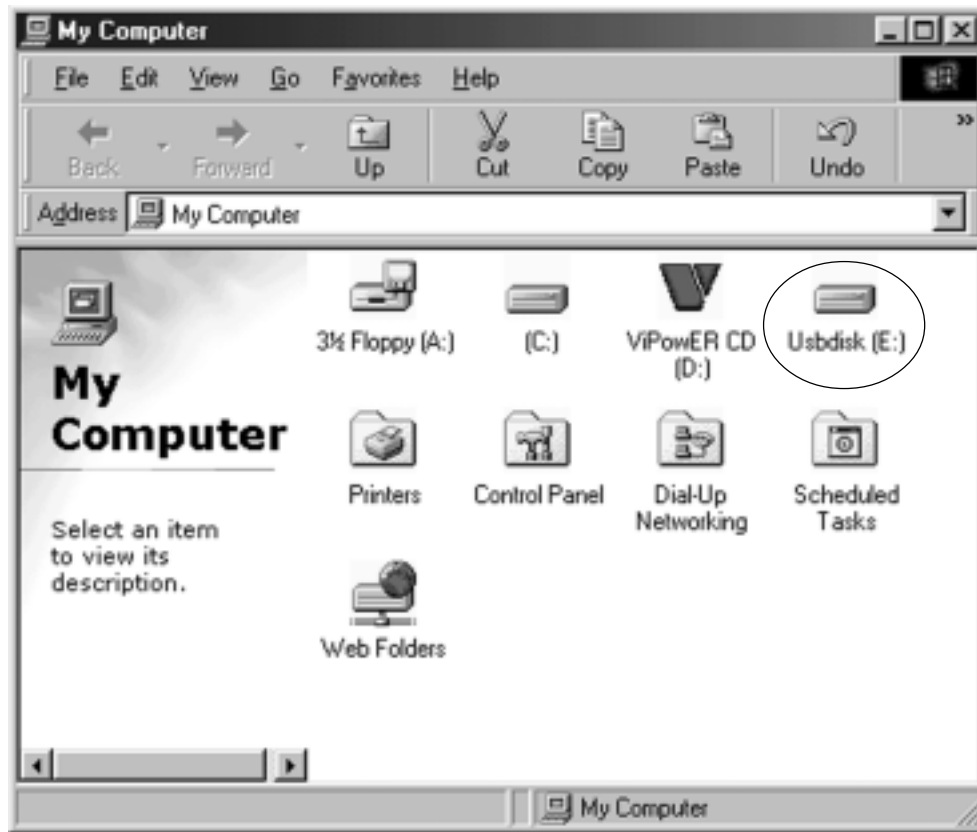 My Computer
File Edit View Go Favorites Help
Back Forward Up Cut Copy Paste Undo »
Address My Computer
My
Computer
Select an item
to view its
description.
3½ Floppy (A:)
(C:)
ViPowER CD
(D:)
Usbdisk (E:)
Printers
Control Panel
Dial-Up
Networking
Scheduled
Tasks
Web Folders
My Computer